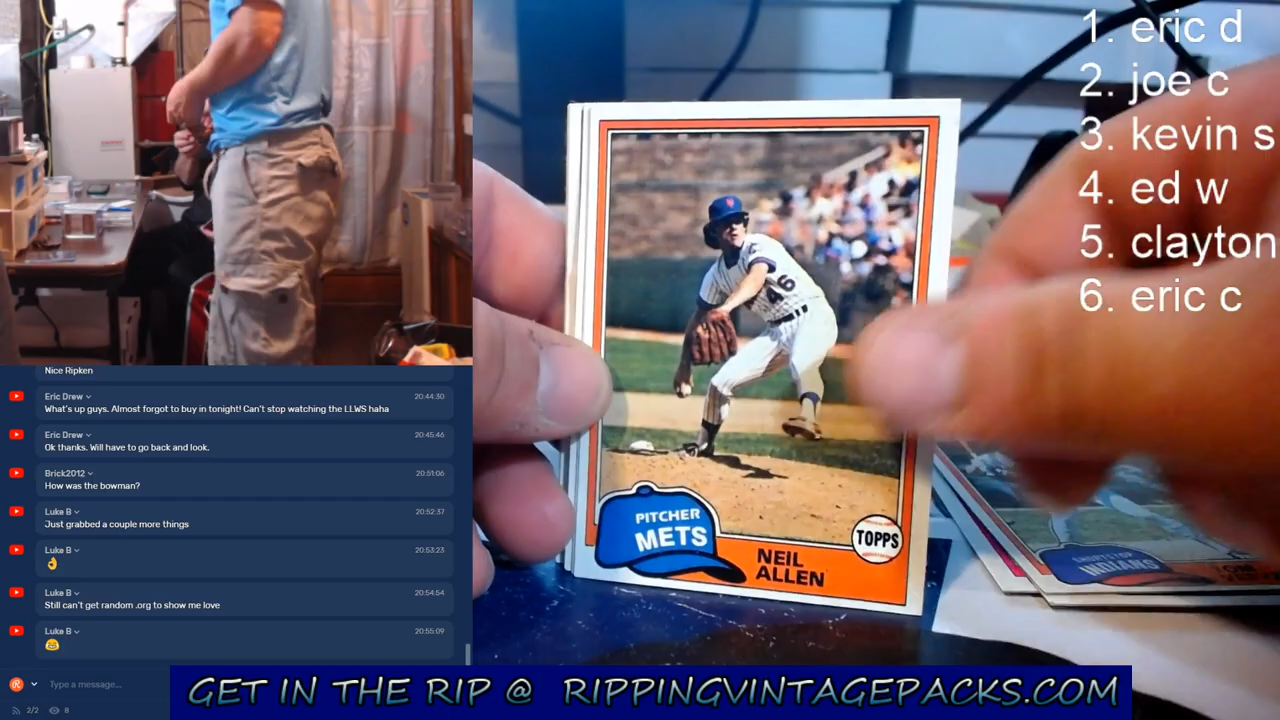 Nice Ripken
Eric Drew
20:44:30
What's up guys. Almost forgot to buy in tonight! Can't stop watching the LLWS haha
Eric Drew
20:45:46
Ok thanks. Will have to go back and look.
Brick2012
20:51:06
How was the bowman?
Luke B
20:52:37
Just grabbed a couple more things
Luke B
20:53:23
👌
Luke B
20:54:54
Still can't get random .org to show me love
Luke B
20:55:09
😂
Type a message...
2/2
8
1. eric d
2. joe c
3. kevin s
4. ed w
5. clayton
6. eric c
46
PITCHER
METS
NEIL
ALLEN
TOPPS
SHORTSTOP
INDIANS
GET IN THE RIP @ RIPPINGVINTAGEPACKS.COM